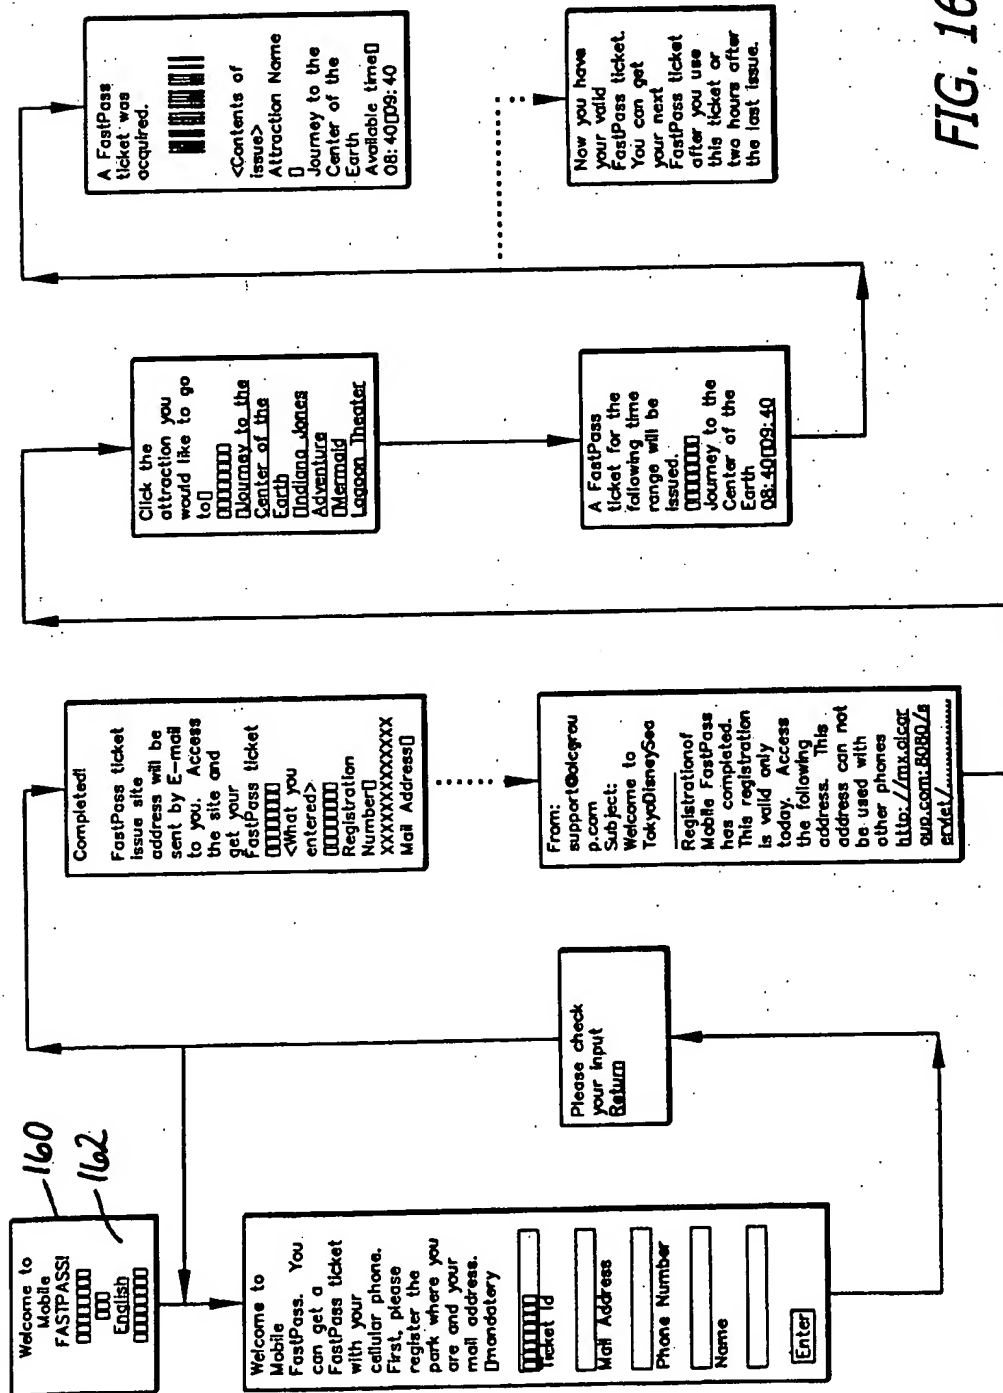 Welcome to
Mobile
FASTPASS!
▯▯▯▯▯▯▯▯
▯▯▯
English
▯▯▯▯▯▯▯▯
160
162
Welcome to
Mobile
FastPass. You
can get a
FastPass ticket
with your
cellular phone.
First, please
register the
park where you
are and your
mail address.
▯mandatery
▯▯▯▯▯▯▯▯
Ticket Id
Mail Address
Phone Number
Name
Enter
Please check
your input
Return
Completed!
FastPass ticket
issue site
address will be
sent by E-mail
to you. Access
the site and
get your
FastPass ticket
▯▯▯▯▯▯▯▯
<What you
entered>
▯▯▯▯▯▯▯▯
Registration
Number▯
XXXXXXXXXXXXXX
Mail Address▯
From:
support@olcgrou
p.com
Subject:
Welcome to
TokyoDisneySea
Registrationof
Mobile FastPass
has completed.
This registration
is valid only
today. Access
the following
address. This
address can not
be used with
other phones
http://mx.olcgr
oup.com:8080/s
ervlet/..............
Click the
attraction you
would like to go
to▯
▯▯▯▯▯▯▯▯
▯Journey to the
Center of the
Earth
▯Indiana Jones
Adventure
▯Mermaid
Lagoon Theater
A FastPass
ticket for the
following time
range will be
issued.
▯▯▯▯▯▯▯▯
Journey to the
Center of the
Earth
08:40▯09:40
A FastPass
ticket was
acquired.
<Contents of
issue>
Attraction Name
▯
Journey to the
Center of the
Earth
Available time▯
08:40▯09:40
Now you have
your valid
FastPass ticket.
You can get
your next
FastPass ticket
after you use
this ticket or
two hours after
the last issue.
FIG. 16